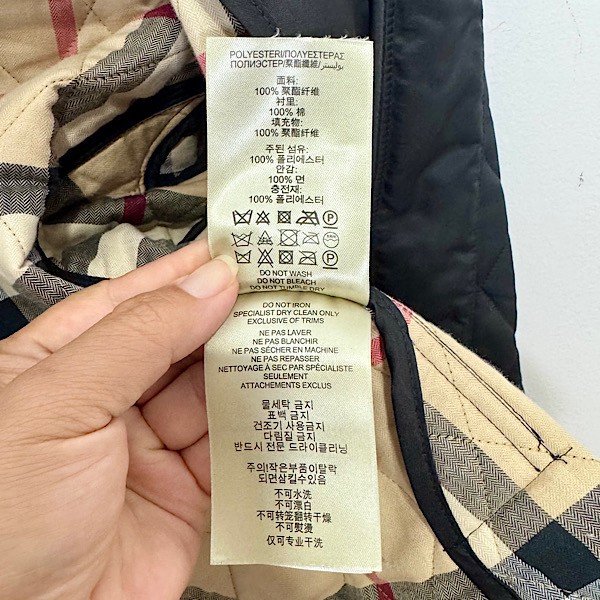 POLYESTER/ΠΟΛΥΕΣΤΕΡΑΣ
ПОЛИЭСТЕР/聚酯纖維/بوليستر
面料:
100% 聚酯纤维
衬里:
100% 棉
填充物:
100% 聚酯纤维
주된 섬유:
100% 폴리에스터
안감:
100% 면
충전재:
100% 폴리에스터
DO NOT WASH
DO NOT BLEACH
DO NOT TUMBLE DRY
DO NOT IRON
SPECIALIST DRY CLEAN ONLY
EXCLUSIVE OF TRIMS
NE PAS LAVER
NE PAS BLANCHIR
NE PAS SÉCHER EN MACHINE
NE PAS REPASSER
NETTOYAGE À SEC PAR SPÉCIALISTE
SEULEMENT
ATTACHEMENTS EXCLUS
물세탁 금지
표백 금지
건조기 사용금지
다림질 금지
반드시 전문 드라이클리닝
주의!작은부품이탈락
되면삼킬수있음
不可水洗
不可漂白
不可转笼翻转干燥
不可熨烫
仅可专业干洗